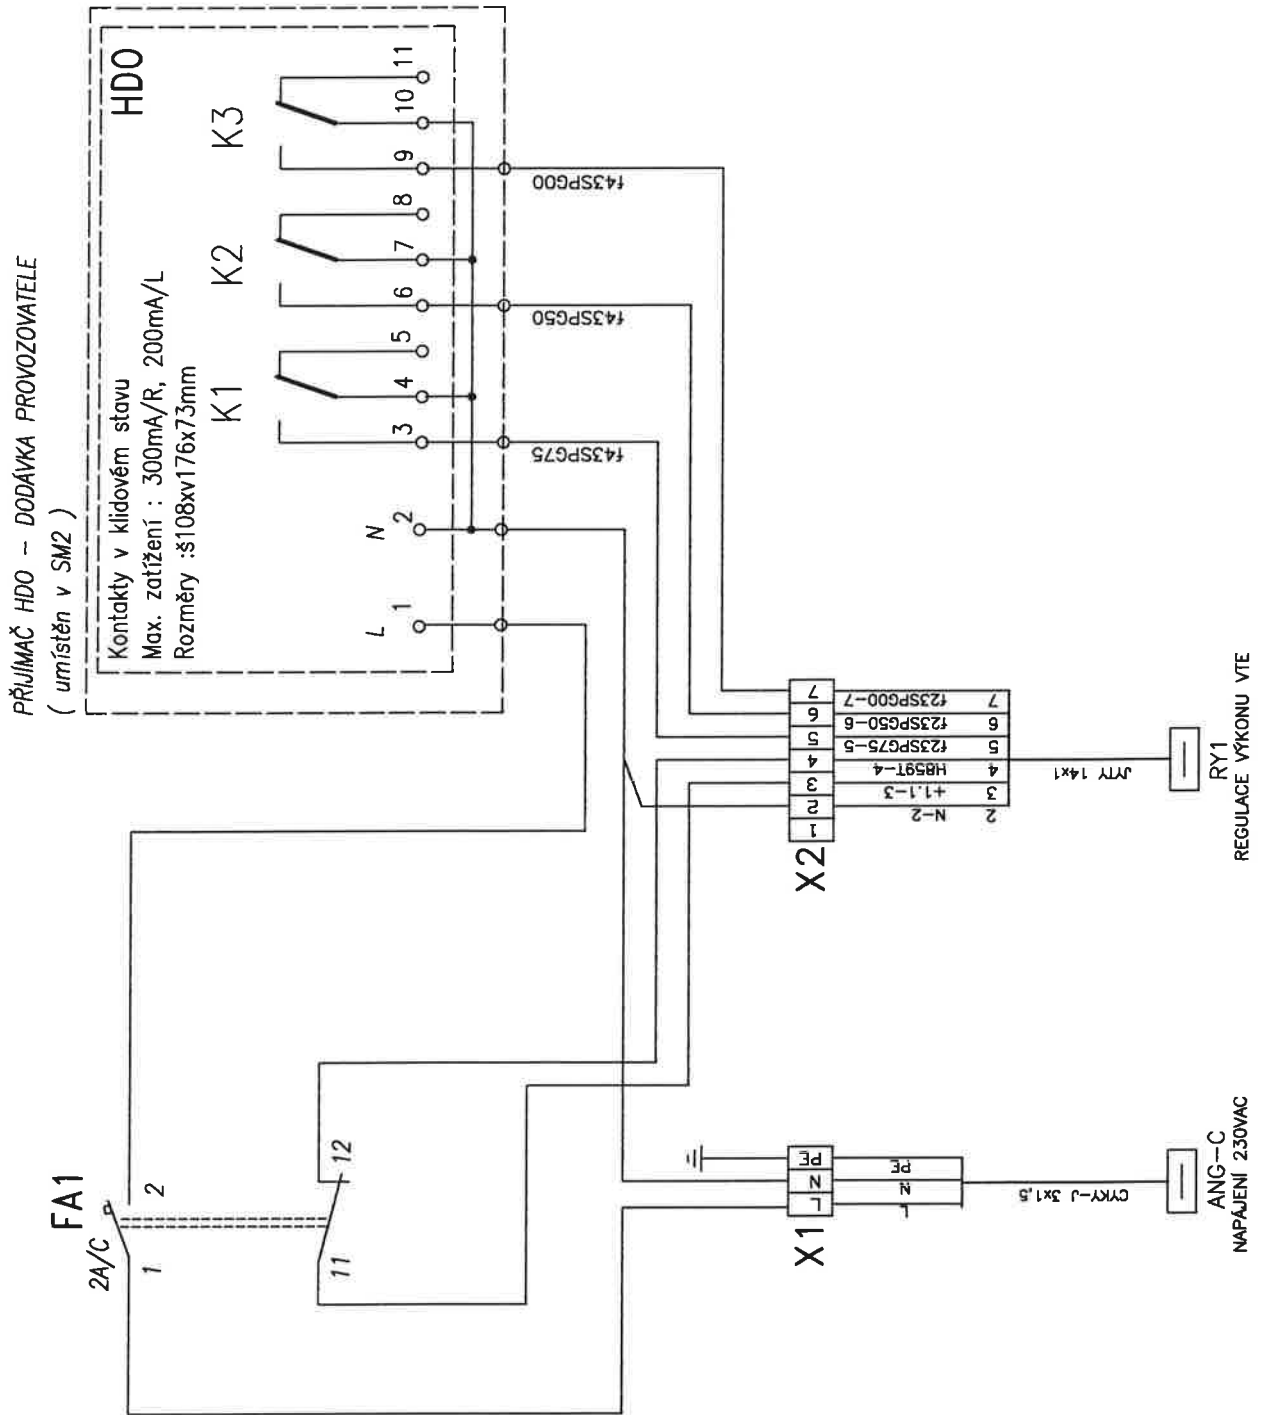 PŘIJÍMAČ HDO – DODÁVKA PROVOZOVATELE
( umístěn v SM2 )
HDO
Kontakty v klidovém stavu
Max. zatížení : 300mA/R, 200mA/L
Rozměry :š108xv176x73mm
K1
K2
K3
L
N
1
2
3
4
5
6
7
8
9
10
11
f43SPG75
f43SPG50
f43SPG00
FA1
2A/C
1
2
11
12
X1
L
N
PE
L
N
PE
CYKY-J 3x1,5
ANG-C
NAPÁJENÍ 230VAC
X2
1
2
3
4
5
6
7
N-2
+1.1-3
H859T-4
f23SPG75-5
f23SPG50-6
f23SPG00-7
2
3
4
5
6
7
JYTY 14x1
RY1
REGULACE VÝKONU VTE